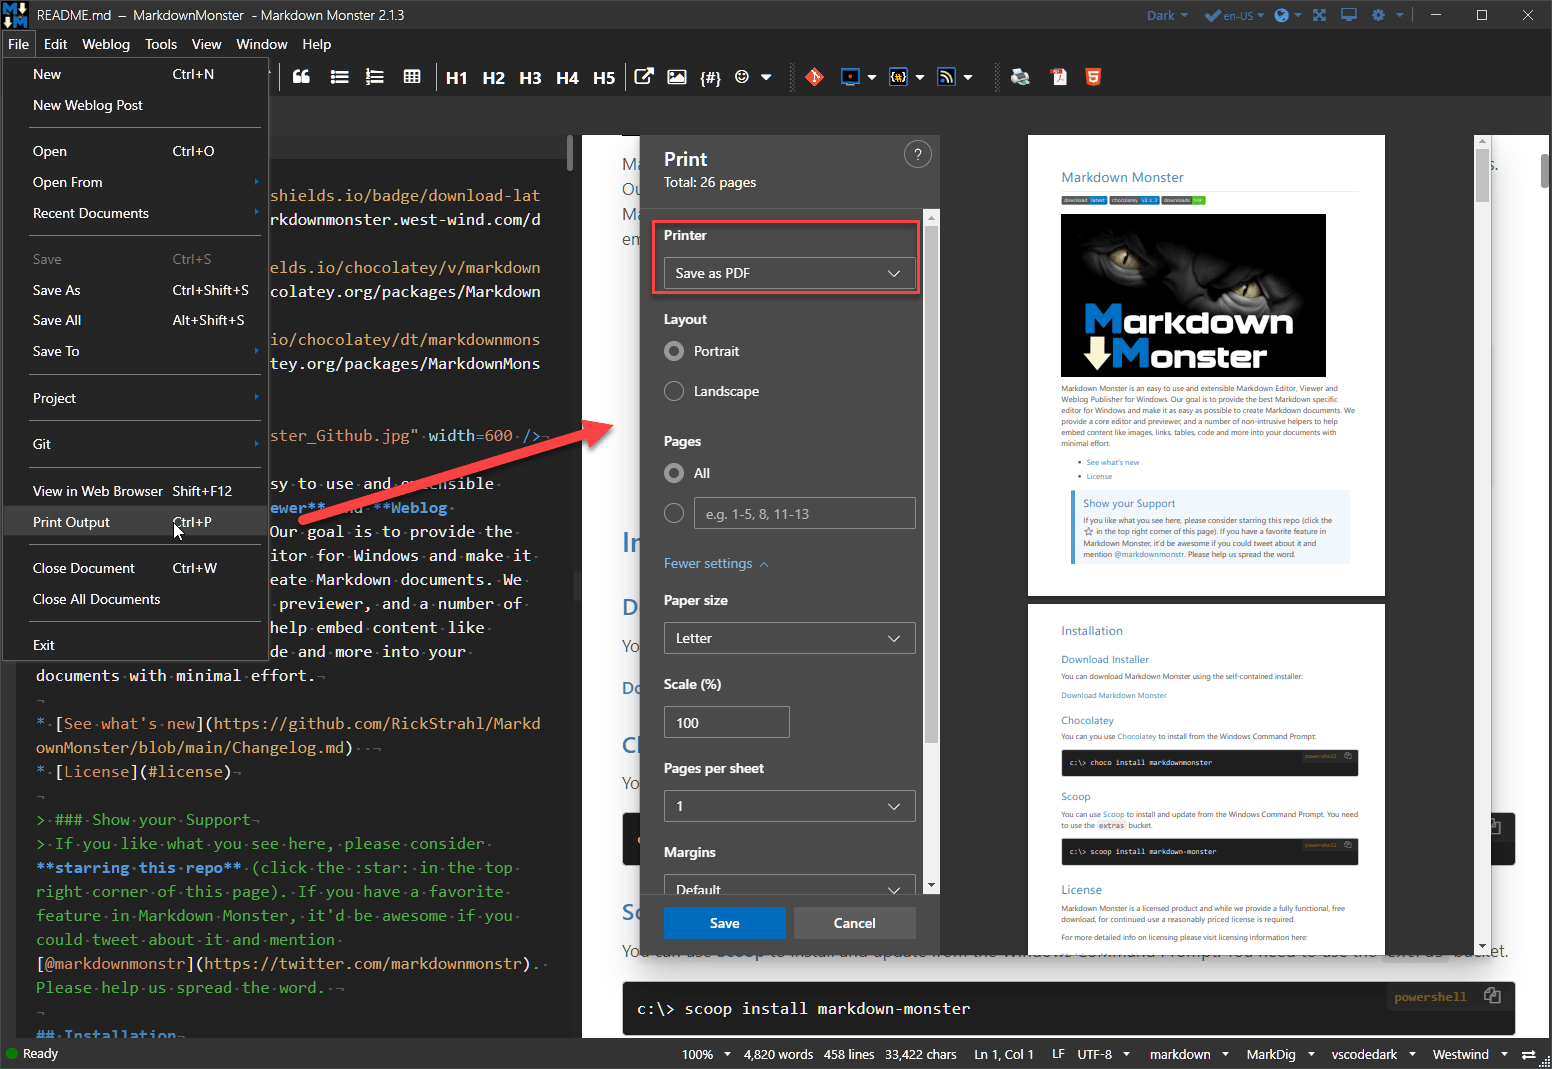 README.md – MarkdownMonster - Markdown Monster 2.1.3
Dark
en-US
File Edit Weblog Tools View Window Help
H1 H2 H3 H4 H5
{#}
New Ctrl+N
New Weblog Post
Open Ctrl+O
Open From
Recent Documents
Save Ctrl+S
Save As Ctrl+Shift+S
Save All Alt+Shift+S
Save To
Project
Git
View in Web Browser Shift+F12
Print Output Ctrl+P
Close Document Ctrl+W
Close All Documents
Exit
shields.io/badge/download-lat
rkdownmonster.west-wind.com/d
elds.io/chocolatey/v/markdown
colatey.org/packages/Markdown
io/chocolatey/dt/markdownmons
tey.org/packages/MarkdownMons
ster_Github.jpg" width=600 />
sy to use and extensible
ewer** and **Weblog
Our goal is to provide the
itor for Windows and make it
eate Markdown documents. We
previewer, and a number of
help embed content like
de and more into your
documents with minimal effort.
* [See what's new](https://github.com/RickStrahl/Markd
ownMonster/blob/main/Changelog.md)
* [License](#license)
> ### Show your Support
> If you like what you see here, please consider
**starring this repo** (click the :star: in the top
right corner of this page). If you have a favorite
feature in Markdown Monster, it'd be awesome if you
could tweet about it and mention
[@markdownmonstr](https://twitter.com/markdownmonstr).
Please help us spread the word.
## Installation
Print
Total: 26 pages
?
Printer
Save as PDF
Layout
Portrait
Landscape
Pages
All
e.g. 1-5, 8, 11-13
Fewer settings
Paper size
Letter
Scale (%)
100
Pages per sheet
1
Margins
Default
Save Cancel
Markdown Monster
download latest chocolatey v2.1.3 downloads
Markdown
Monster
Markdown Monster is an easy to use and extensible Markdown Editor, Viewer and
Weblog Publisher for Windows. Our goal is to provide the best Markdown specific
editor for Windows and make it as easy as possible to create Markdown documents. We
provide a core editor and previewer, and a number of non-intrusive helpers to help
embed content like images, links, tables, code and more into your documents with
minimal effort.
• See what's new
• License
Show your Support
If you like what you see here, please consider starring this repo (click the
☆ in the top right corner of this page). If you have a favorite feature in
Markdown Monster, it'd be awesome if you could tweet about it and
mention @markdownmonstr. Please help us spread the word.
Installation
Download Installer
You can download Markdown Monster using the self-contained installer:
Download Markdown Monster
Chocolatey
You can you use Chocolatey to install from the Windows Command Prompt:
powershell
c:\> choco install markdownmonster
Scoop
You can use Scoop to install and update from the Windows Command Prompt. You need
to use the extras bucket.
powershell
c:\> scoop install markdown-monster
License
Markdown Monster is a licensed product and while we provide a fully functional, free
download, for continued use a reasonably priced license is required.
For more detailed info on licensing please visit licensing information here:
You can use Scoop to install and update from the Windows Command Prompt. You need to use the extras bucket.
powershell
c:\> scoop install markdown-monster
Ready
100% 4,820 words 458 lines 33,422 chars Ln 1, Col 1 LF UTF-8 markdown MarkDig vscodedark Westwind